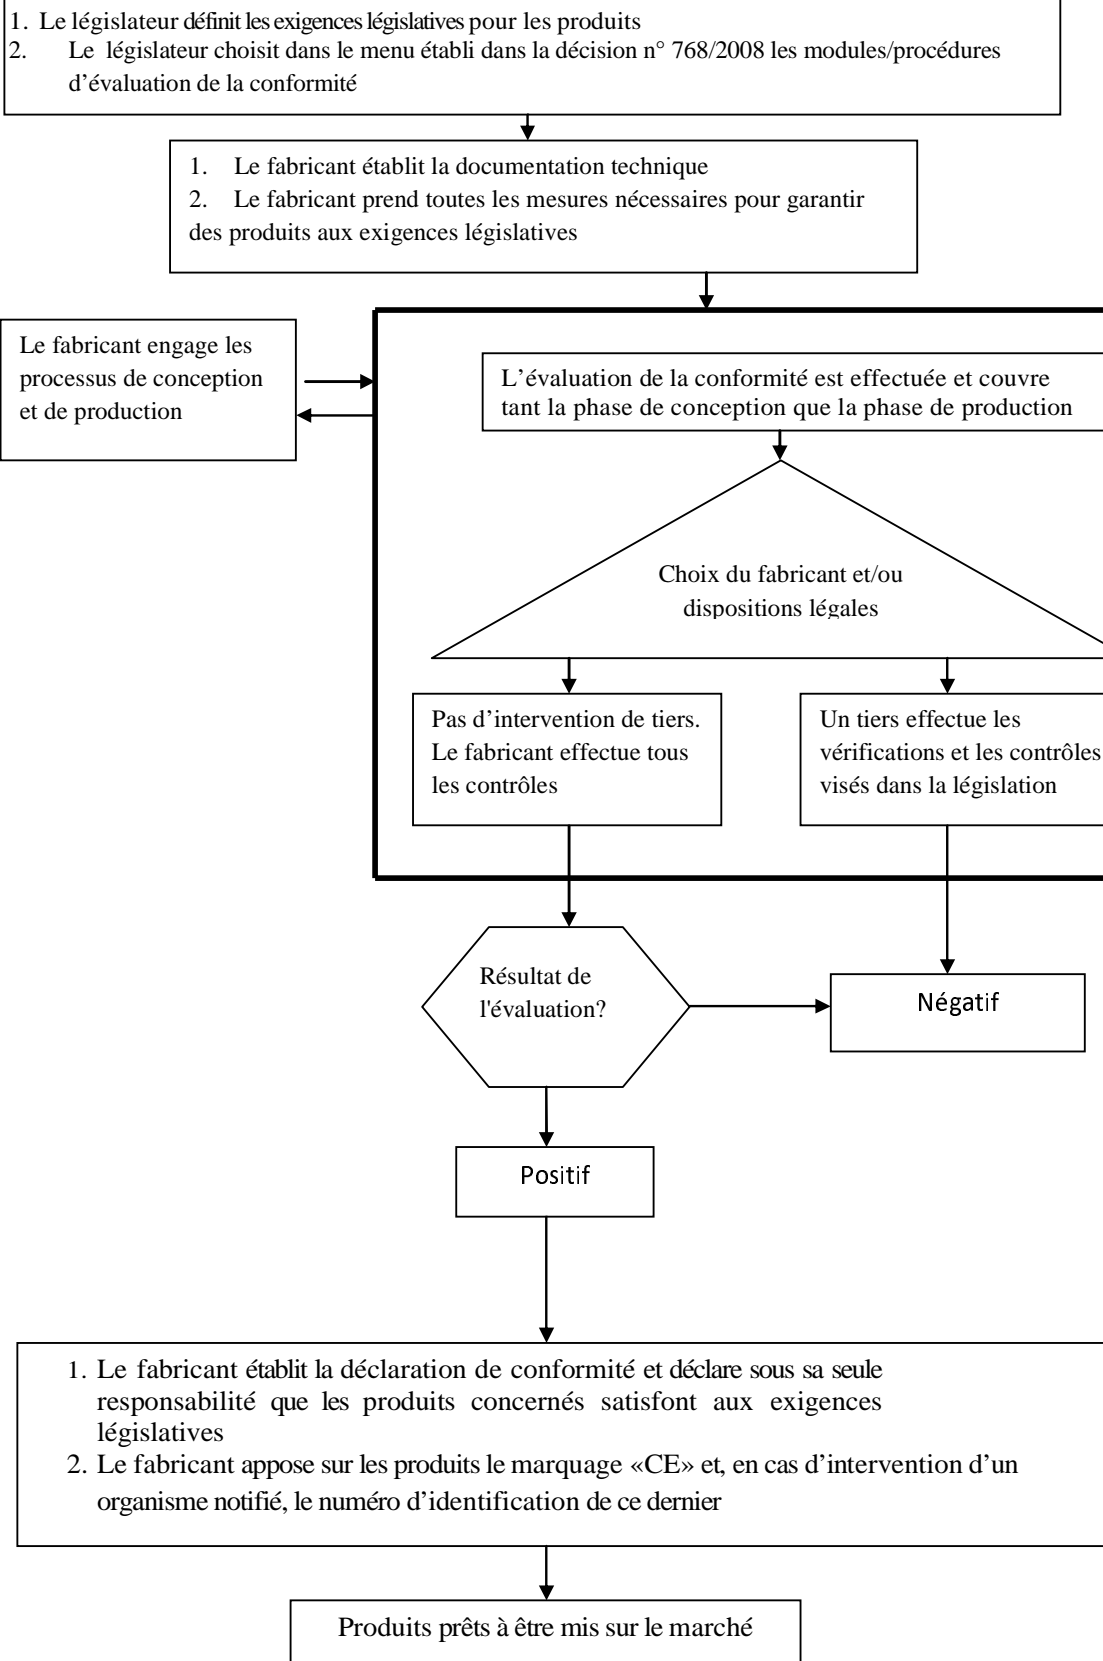 1. Le législateur définit les exigences législatives pour les produits
2. Le législateur choisit dans le menu établi dans la décision n° 768/2008 les modules/procédures
d’évaluation de la conformité
1. Le fabricant établit la documentation technique
2. Le fabricant prend toutes les mesures nécessaires pour garantir
des produits aux exigences législatives
Le fabricant engage les
processus de conception
et de production
L’évaluation de la conformité est effectuée et couvre
tant la phase de conception que la phase de production
Choix du fabricant et/ou
dispositions légales
Pas d’intervention de tiers.
Le fabricant effectue tous
les contrôles
Un tiers effectue les
vérifications et les contrôles
visés dans la législation
Résultat de
l'évaluation?
Négatif
Positif
1. Le fabricant établit la déclaration de conformité et déclare sous sa seule
responsabilité que les produits concernés satisfont aux exigences
législatives
2. Le fabricant appose sur les produits le marquage «CE» et, en cas d’intervention d’un
organisme notifié, le numéro d’identification de ce dernier
Produits prêts à être mis sur le marché